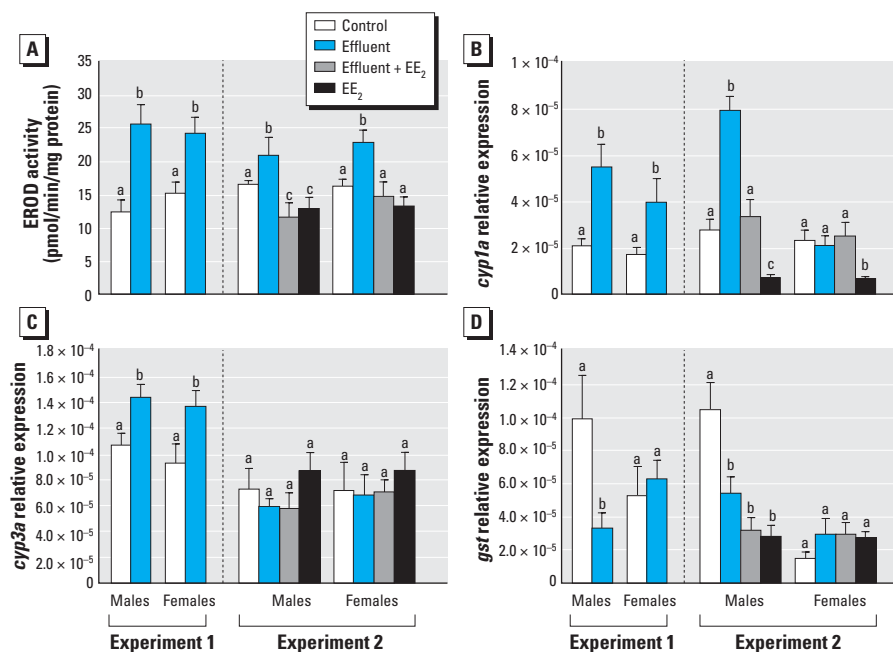 Control
Effluent
Effluent + EE₂
EE₂
A
EROD activity
(pmol/min/mg protein)
35
30
25
20
15
10
5
0
a b a b a b c c a b a a
B
cyp1a relative expression
1 × 10⁻⁴
8 × 10⁻⁵
6 × 10⁻⁵
4 × 10⁻⁵
2 × 10⁻⁵
0
a b a b a b a c a a a b
C
cyp3a relative expression
1.8 × 10⁻⁴
1.6 × 10⁻⁴
1.4 × 10⁻⁴
1.2 × 10⁻⁴
1.0 × 10⁻⁴
8.0 × 10⁻⁵
6.0 × 10⁻⁵
4.0 × 10⁻⁵
2.0 × 10⁻⁵
0
a b a b a a a a a a a a
Males Females Males Females
Experiment 1 Experiment 2
D
gst relative expression
1.4 × 10⁻⁴
1.2 × 10⁻⁴
1.0 × 10⁻⁴
8.0 × 10⁻⁵
6.0 × 10⁻⁵
4.0 × 10⁻⁵
2.0 × 10⁻⁵
0
a b a a a b b b a a a a
Males Females Males Females
Experiment 1 Experiment 2